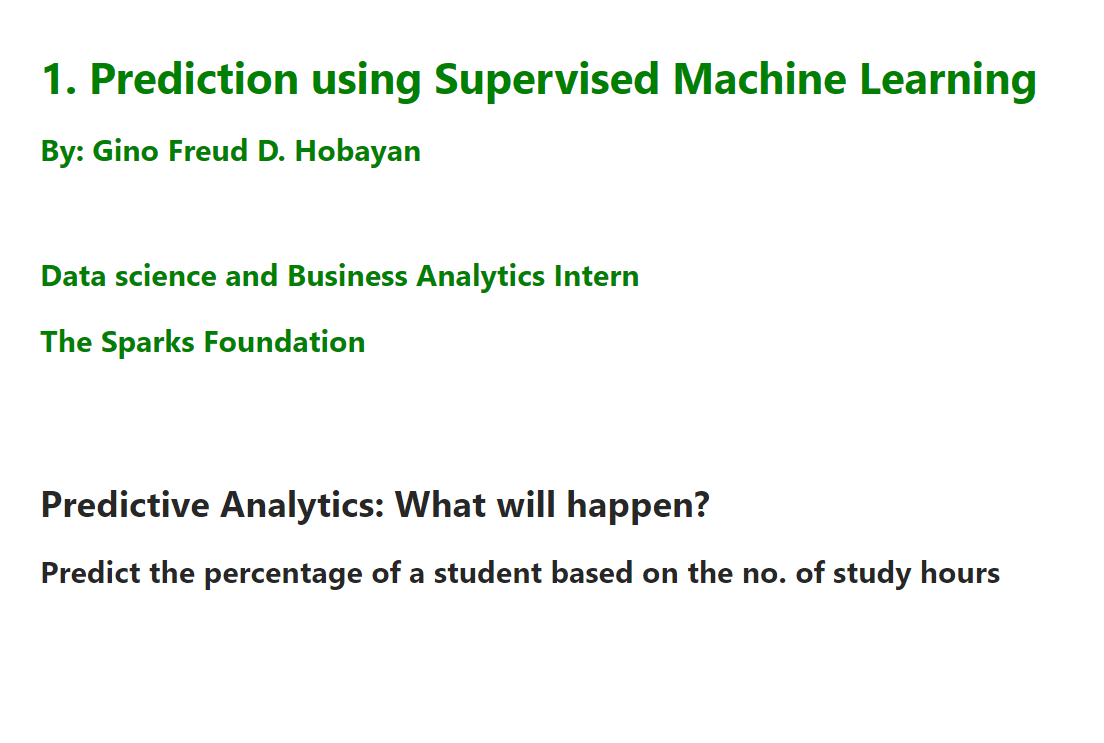 1. Prediction using Supervised Machine Learning
By: Gino Freud D. Hobayan
Data science and Business Analytics Intern
The Sparks Foundation
Predictive Analytics: What will happen?
Predict the percentage of a student based on the no. of study hours